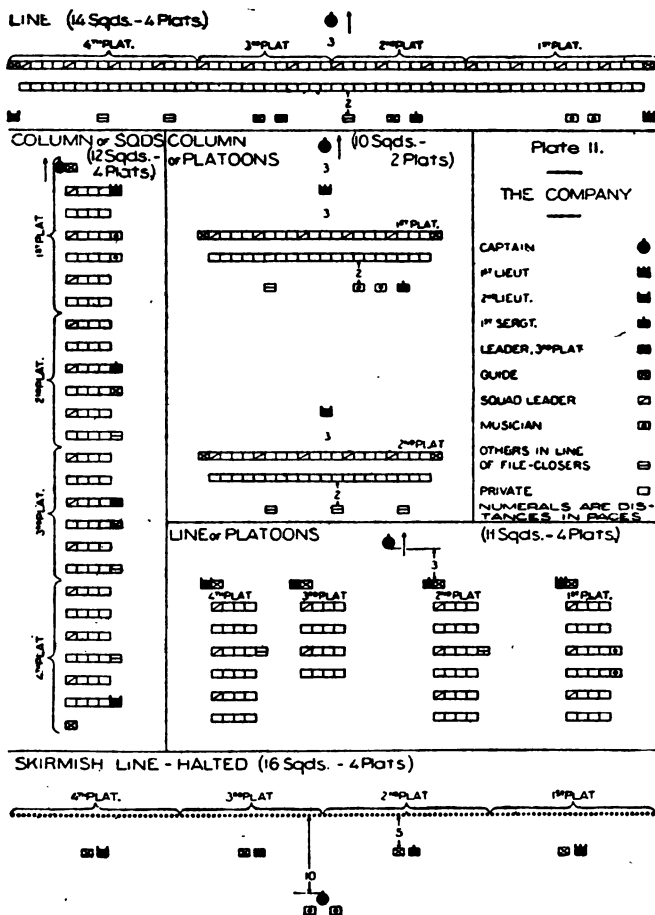 LINE (14 Sqds.-4 Plats.)
3
4TH PLAT. 3RD PLAT 2ND PLAT 1ST PLAT.
2
COLUMN OF SQDS
(12 Sqds.-
4 Plats)
1ST PLAT
2ND PLAT.
3RD PLAT.
4TH PLAT
COLUMN
OF PLATOONS
(10 Sqds.-
2 Plats)
3
3
1ST PLAT.
2
3
2ND PLAT
2
Plate 11.
THE COMPANY
CAPTAIN
1ST LIEUT
2ND LIEUT.
1ST SERGT.
LEADER, 3RD PLAT
GUIDE
SQUAD LEADER
MUSICIAN
OTHERS IN LINE
OF FILE-CLOSERS
PRIVATE
NUMERALS ARE DIS-
TANCES IN PACES
LINE OF PLATOONS (11 Sqds.-4 Plats.)
3
4TH PLAT 3RD PLAT 2ND PLAT 1ST PLAT.
SKIRMISH LINE - HALTED (16 Sqds. - 4 Plats)
4TH PLAT. 3RD PLAT 2ND PLAT 1ST PLAT
5
10